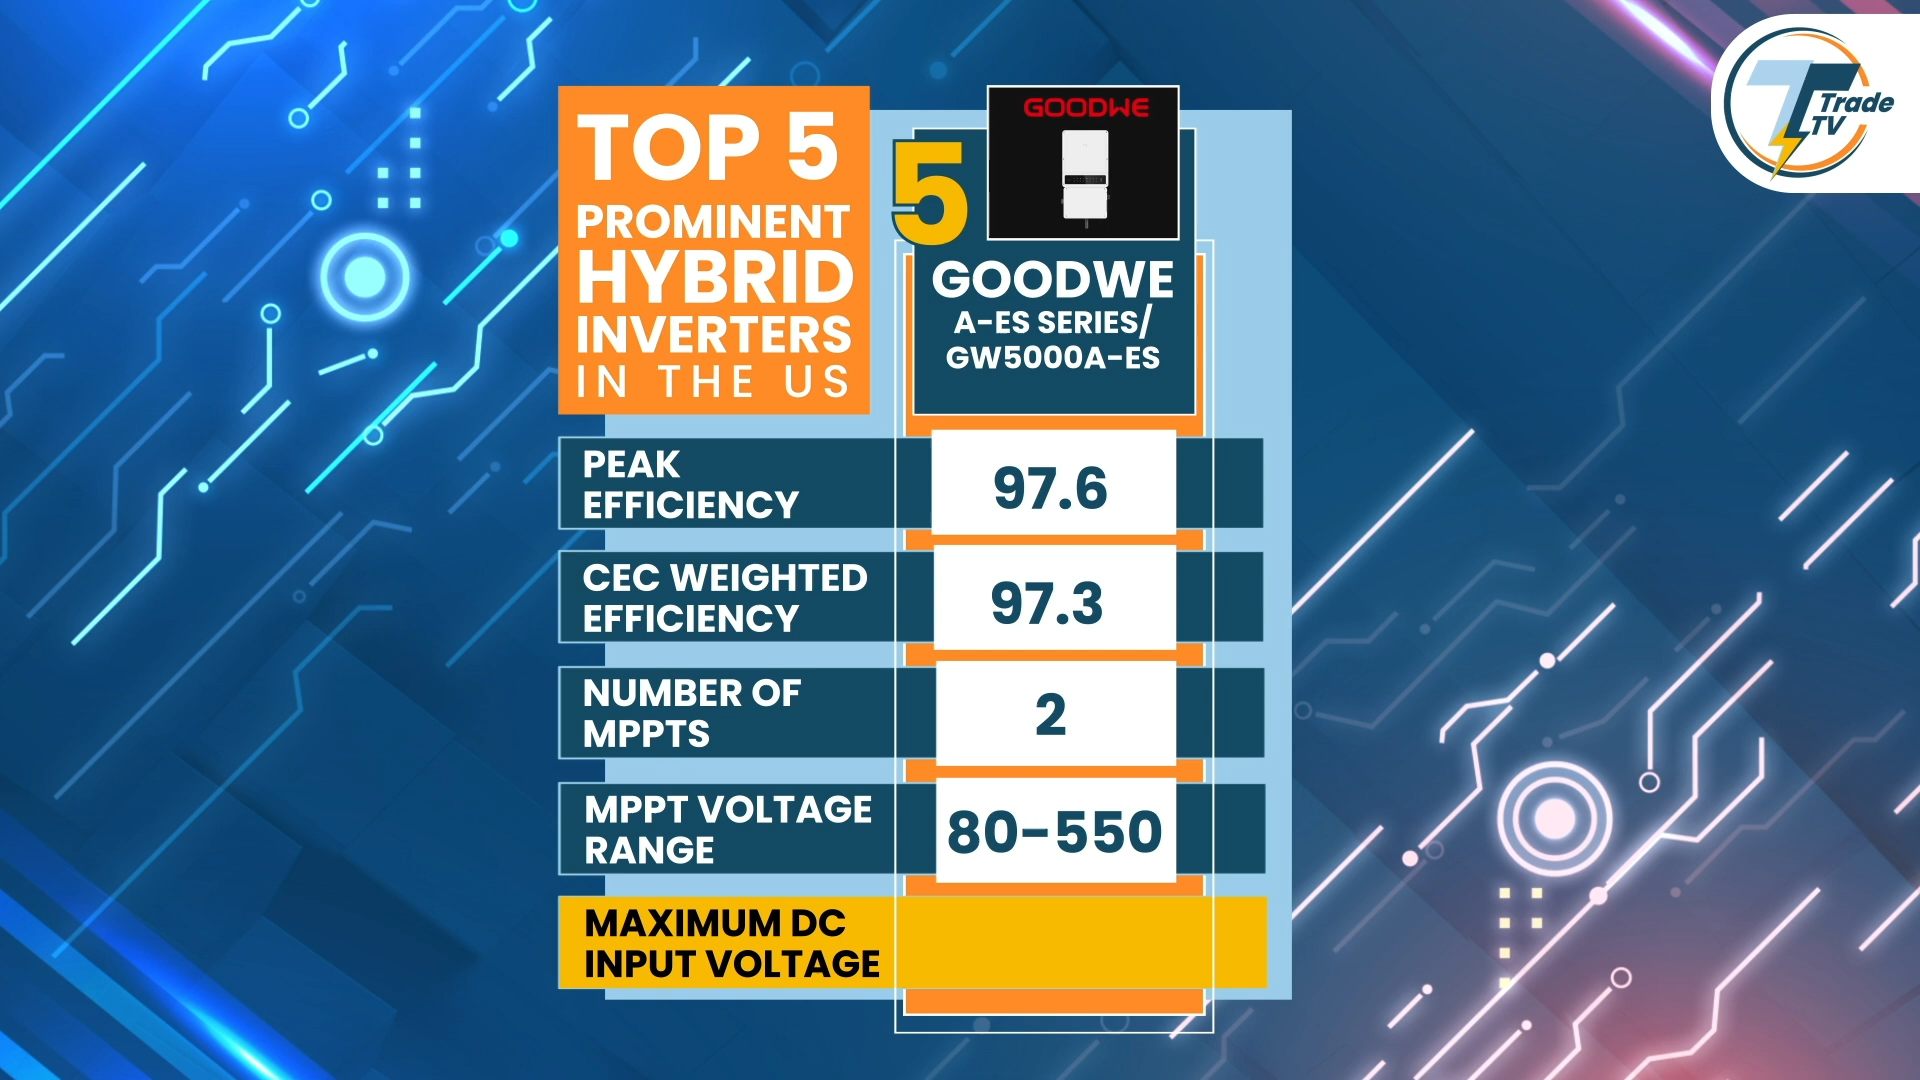 TOP 5
PROMINENT
HYBRID
INVERTERS
IN THE US
5
GOODWE
GOODWE
A-ES SERIES/
GW5000A-ES
PEAK
EFFICIENCY
97.6
CEC WEIGHTED
EFFICIENCY
97.3
NUMBER OF
MPPTS
2
MPPT VOLTAGE
RANGE
80-550
MAXIMUM DC
INPUT VOLTAGE
Trade
TV